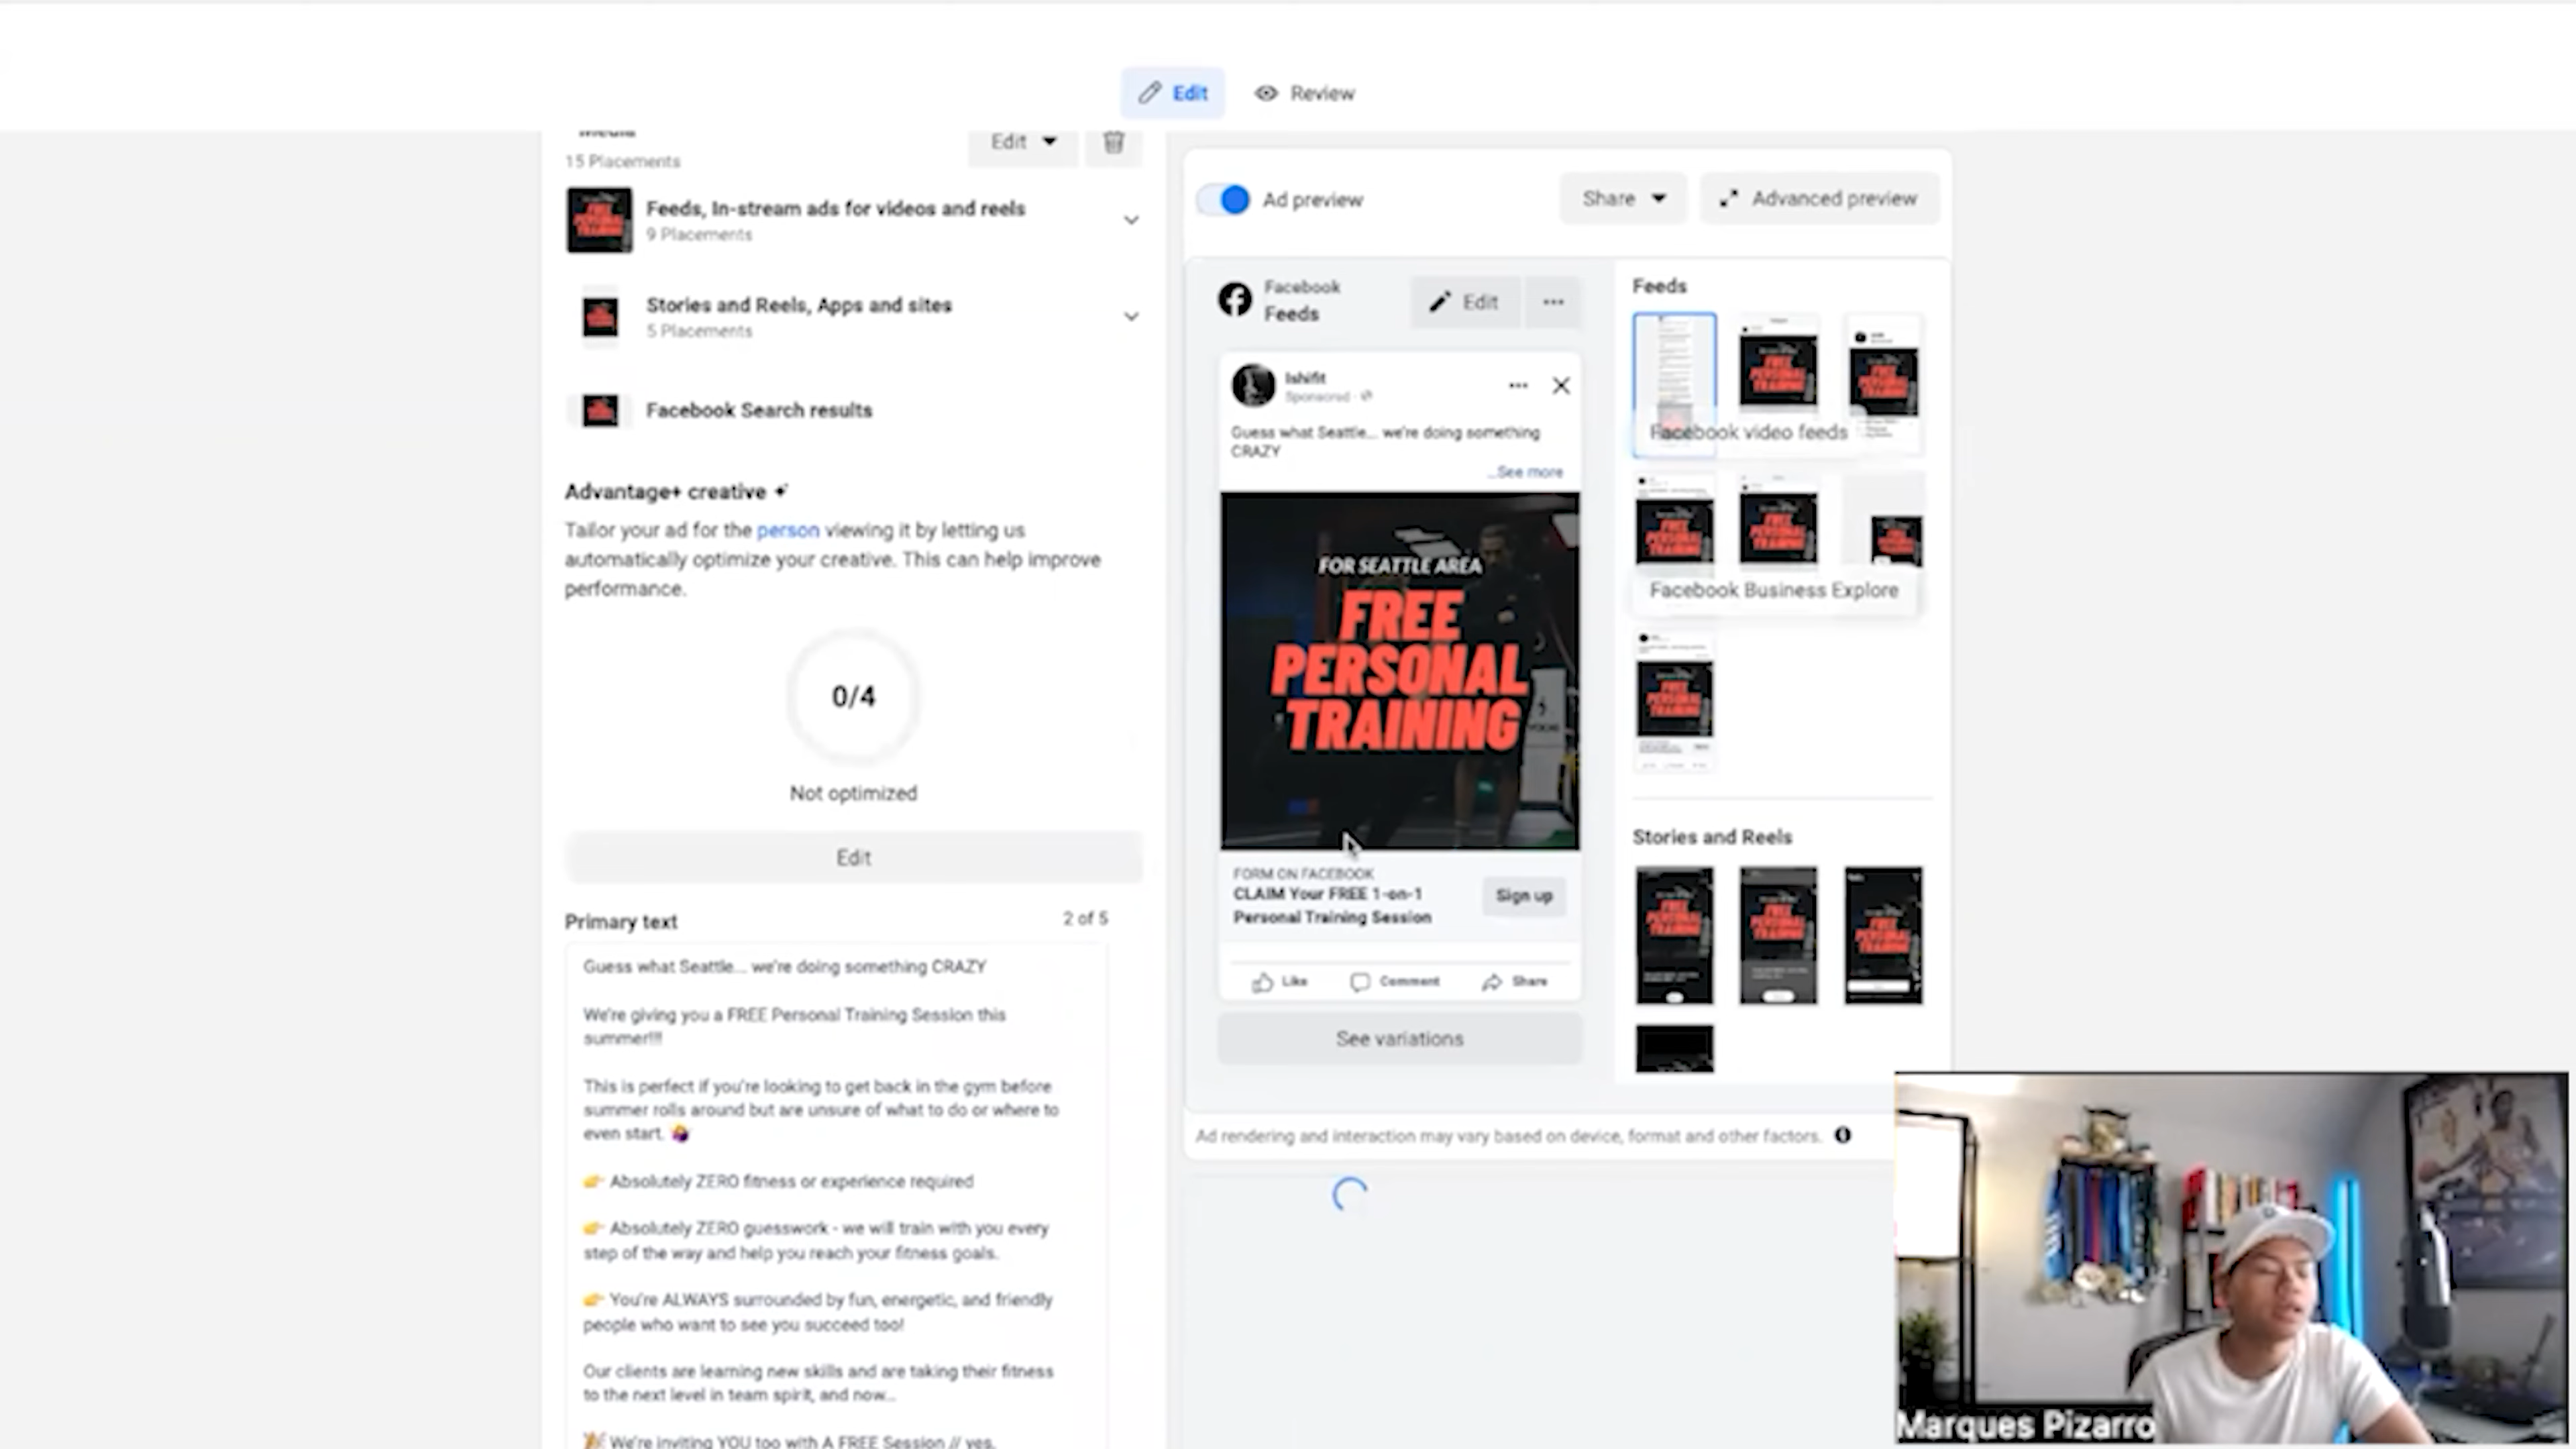 Edit
Review
Media
15 Placements
Edit
Feeds, In-stream ads for videos and reels
9 Placements
Stories and Reels, Apps and sites
5 Placements
Facebook Search results
Advantage+ creative
Tailor your ad for the person viewing it by letting us
automatically optimize your creative. This can help improve
performance.
0/4
Not optimized
Edit
Primary text
2 of 5
Guess what Seattle... we're doing something CRAZY
We're giving you a FREE Personal Training Session this
summer!!!
This is perfect if you're looking to get back in the gym before
summer rolls around but are unsure of what to do or where to
even start.
👉 Absolutely ZERO fitness or experience required
👉 Absolutely ZERO guesswork - we will train with you every
step of the way and help you reach your fitness goals.
👉 You're ALWAYS surrounded by fun, energetic, and friendly
people who want to see you succeed too!
Our clients are learning new skills and are taking their fitness
to the next level in team spirit, and now...
We're inviting YOU too with A FREE Session // yes,
Ad preview
Share
Advanced preview
Facebook
Feeds
Edit
Ishifit
Sponsored
Guess what Seattle... we're doing something
CRAZY
...See more
FOR SEATTLE AREA
FREE
PERSONAL
TRAINING
FORM ON FACEBOOK
CLAIM Your FREE 1-on-1
Personal Training Session
Sign up
Like
Comment
Share
See variations
Ad rendering and interaction may vary based on device, format and other factors.
Feeds
Facebook video feeds
Facebook Business Explore
Stories and Reels
Marques Pizarro